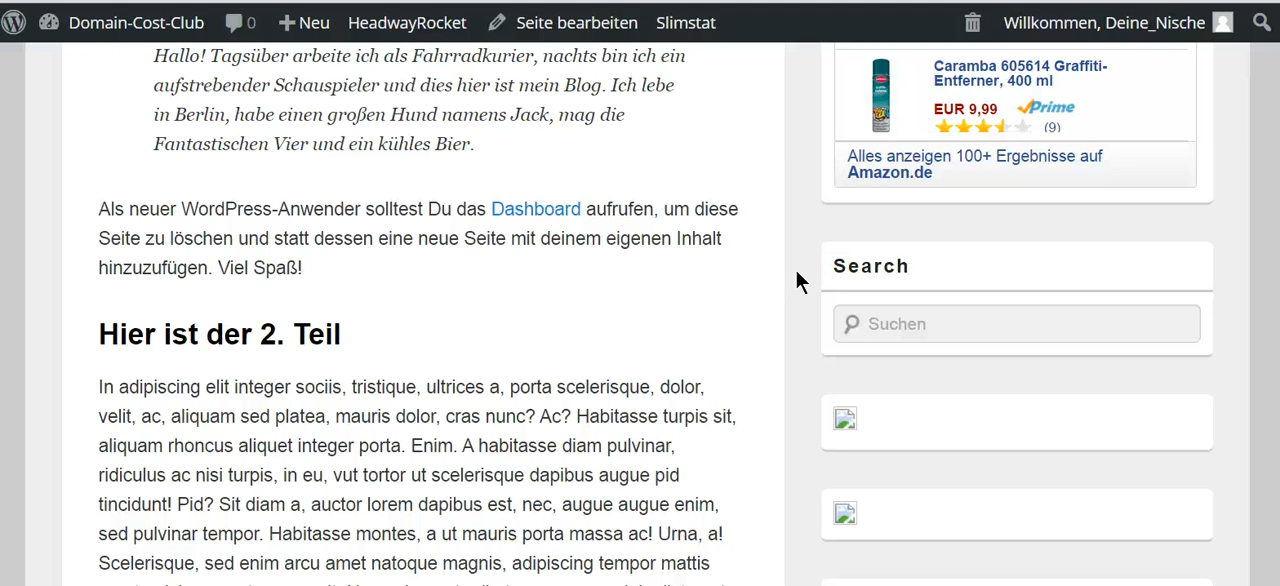 Domain-Cost-Club 0 Neu HeadwayRocket Seite bearbeiten Slimstat Willkommen, Deine_Nische
Hallo! Tagsüber arbeite ich als Fahrradkurier, nachts bin ich ein
aufstrebender Schauspieler und dies hier ist mein Blog. Ich lebe
in Berlin, habe einen großen Hund namens Jack, mag die
Fantastischen Vier und ein kühles Bier.
Als neuer WordPress-Anwender solltest Du das Dashboard aufrufen, um diese
Seite zu löschen und statt dessen eine neue Seite mit deinem eigenen Inhalt
hinzuzufügen. Viel Spaß!
Hier ist der 2. Teil
In adipiscing elit integer sociis, tristique, ultrices a, porta scelerisque, dolor,
velit, ac, aliquam sed platea, mauris dolor, cras nunc? Ac? Habitasse turpis sit,
aliquam rhoncus aliquet integer porta. Enim. A habitasse diam pulvinar,
ridiculus ac nisi turpis, in eu, vut tortor ut scelerisque dapibus augue pid
tincidunt! Pid? Sit diam a, auctor lorem dapibus est, nec, augue augue enim,
sed pulvinar tempor. Habitasse montes, a ut mauris porta massa ac! Urna, a!
Scelerisque, sed enim arcu amet natoque magnis, adipiscing tempor mattis
Caramba 605614 Graffiti-
Entferner, 400 ml
EUR 9,99 Prime
(9)
Alles anzeigen 100+ Ergebnisse auf
Amazon.de
Search
Suchen